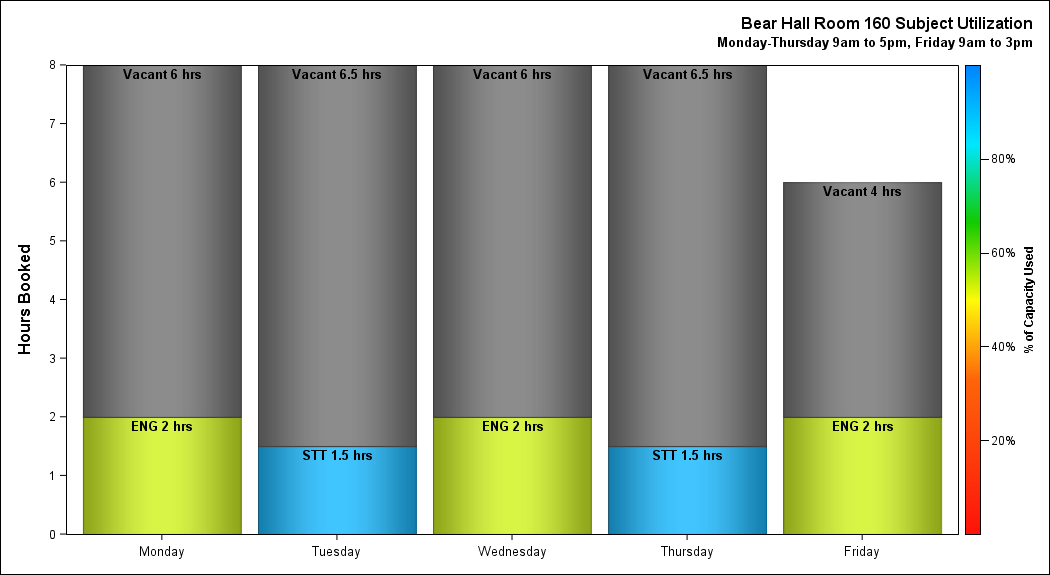 Bear Hall Room 160 Subject Utilization
Monday-Thursday 9am to 5pm, Friday 9am to 3pm
Hours Booked
8
7
6
5
4
3
2
1
0
Vacant 6 hrs
Vacant 6.5 hrs
Vacant 6 hrs
Vacant 6.5 hrs
Vacant 4 hrs
ENG 2 hrs
STT 1.5 hrs
ENG 2 hrs
STT 1.5 hrs
ENG 2 hrs
Monday
Tuesday
Wednesday
Thursday
Friday
80%
60%
40%
20%
% of Capacity Used